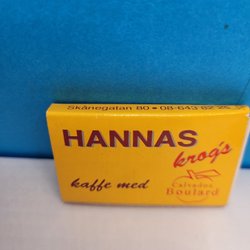 Skånegatan 80 • 08-643 82 25
HANNAS
krog's
kaffe med
Calvados
Boulard